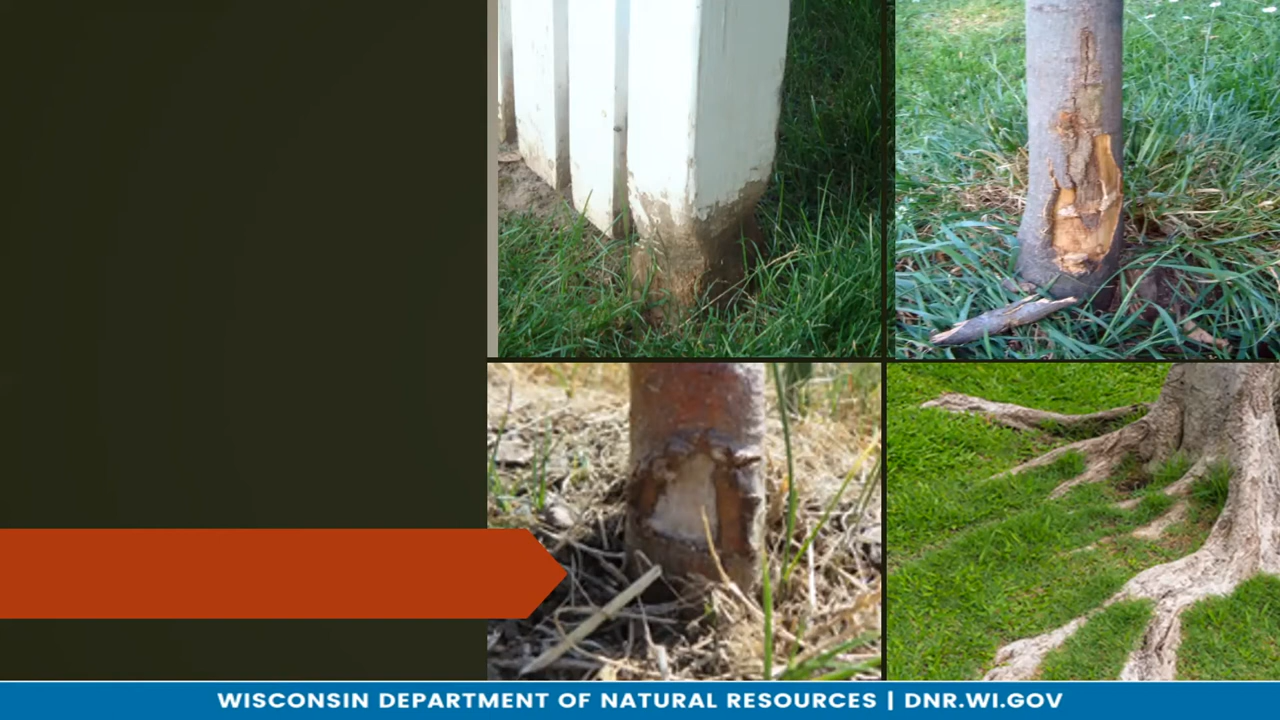 WISCONSIN DEPARTMENT OF NATURAL RESOURCES | DNR.WI.GOV